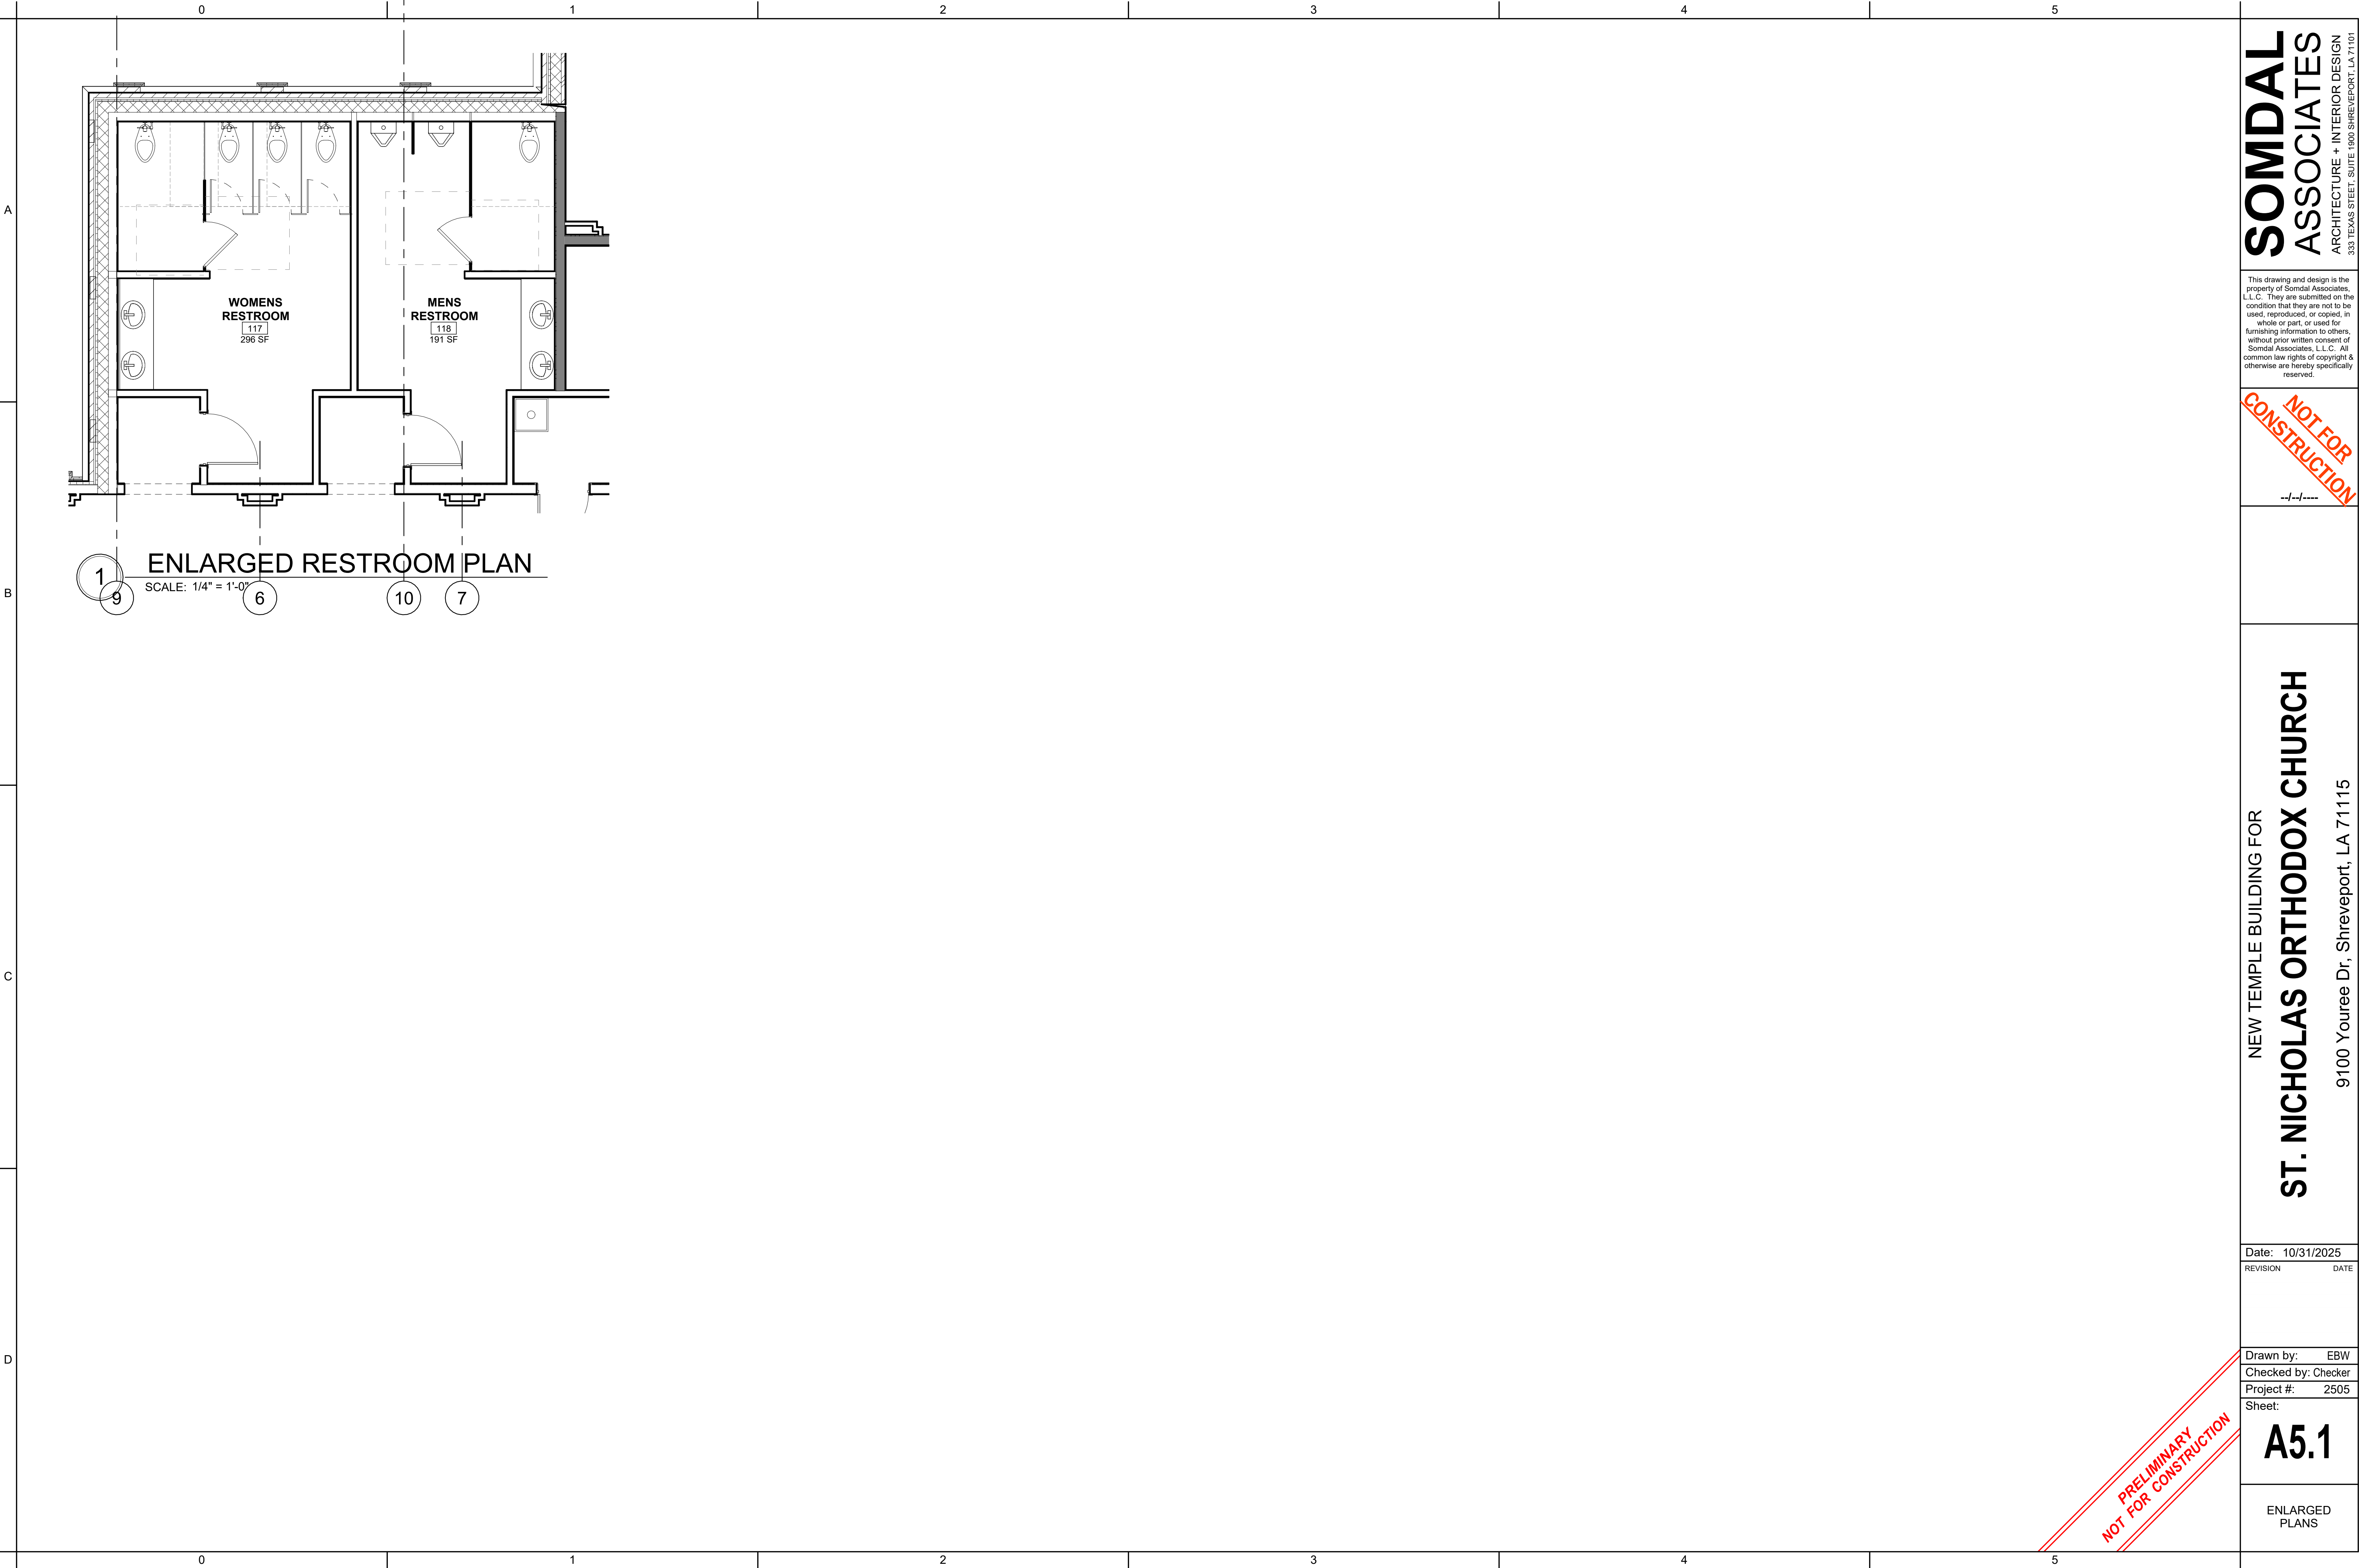 0 1 2 3 4 5
A
B
C
D
WOMENS
RESTROOM
117
296 SF
MENS
RESTROOM
118
191 SF
1
ENLARGED RESTROOM PLAN
SCALE: 1/4" = 1'-0"
9 6 10 7
SOMDAL
ASSOCIATES
ARCHITECTURE + INTERIOR DESIGN
333 TEXAS STEET, SUITE 1900 SHREVEPORT, LA 71101
This drawing and design is the
property of Somdal Associates,
L.L.C. They are submitted on the
condition that they are not to be
used, reproduced, or copied, in
whole or part, or used for
furnishing information to others,
without prior written consent of
Somdal Associates, L.L.C. All
common law rights of copyright &
otherwise are hereby specifically
reserved.
NOT FOR
CONSTRUCTION
--/--/----
NEW TEMPLE BUILDING FOR
ST. NICHOLAS ORTHODOX CHURCH
9100 Youree Dr, Shreveport, LA 71115
Date: 10/31/2025
REVISION DATE
Drawn by: EBW
Checked by: Checker
Project #: 2505
Sheet:
A5.1
ENLARGED
PLANS
PRELIMINARY
NOT FOR CONSTRUCTION
0 1 2 3 4 5